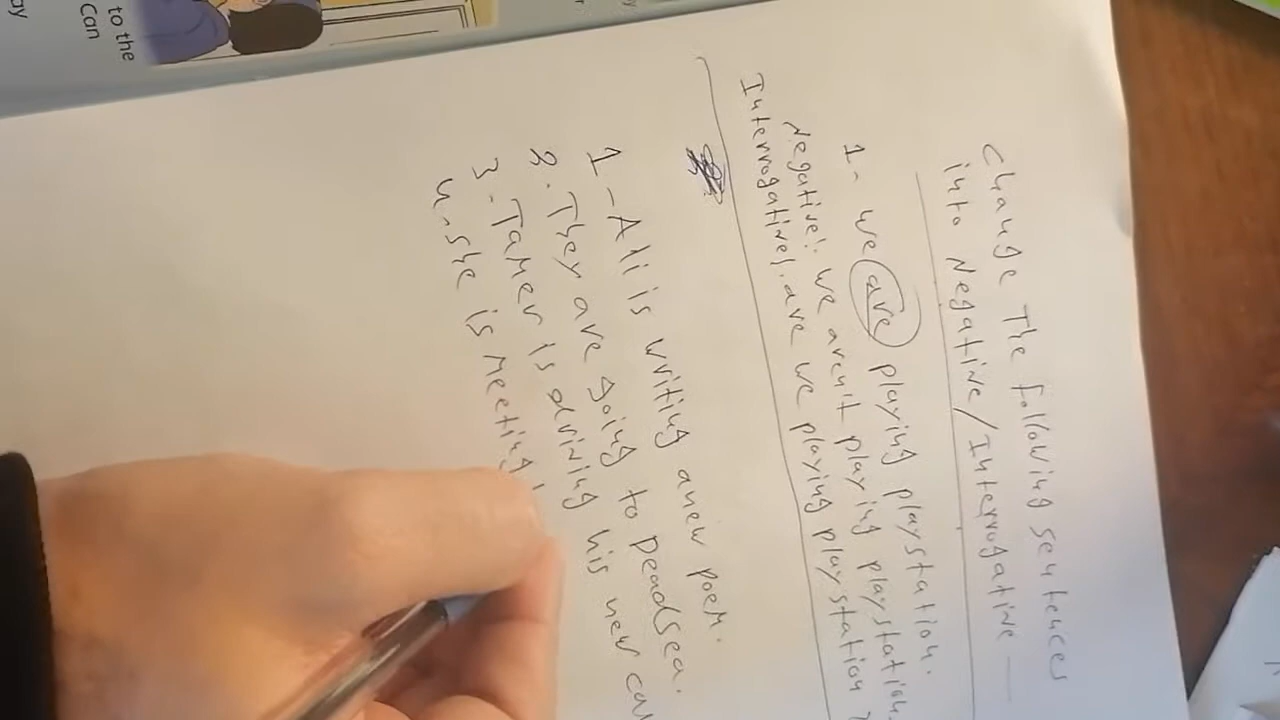 change The following sentences
into Negative/Interrogative
1- we are playing playstation.
Negative: we aren't playing playstation.
Interrogative: are we playing playstation?
1-Ali is writing anew poem.
2. They are going to Deadsea.
3. Tamer is driving his new
4. she is meeting
to the
Can
ay